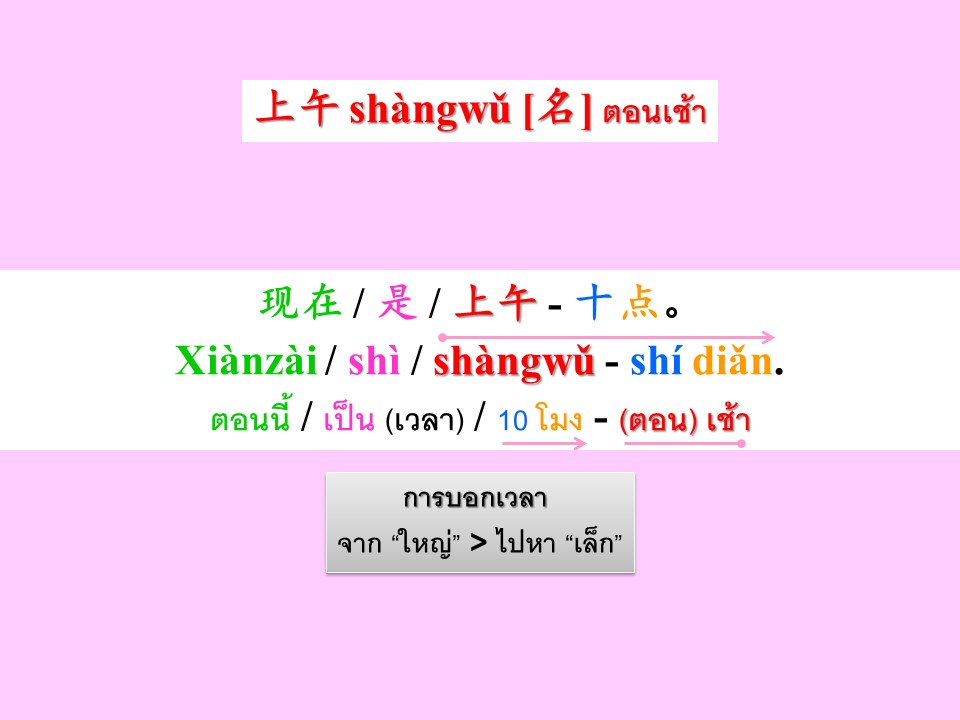 上午 shàngwǔ [名] ตอนเช้า
现在 / 是 / 上午 - 十点。
Xiànzài / shì / shàngwǔ - shí diǎn.
ตอนนี้ / เป็น (เวลา) / 10 โมง - (ตอน) เช้า
การบอกเวลา
จาก “ใหญ่” > ไปหา “เล็ก”